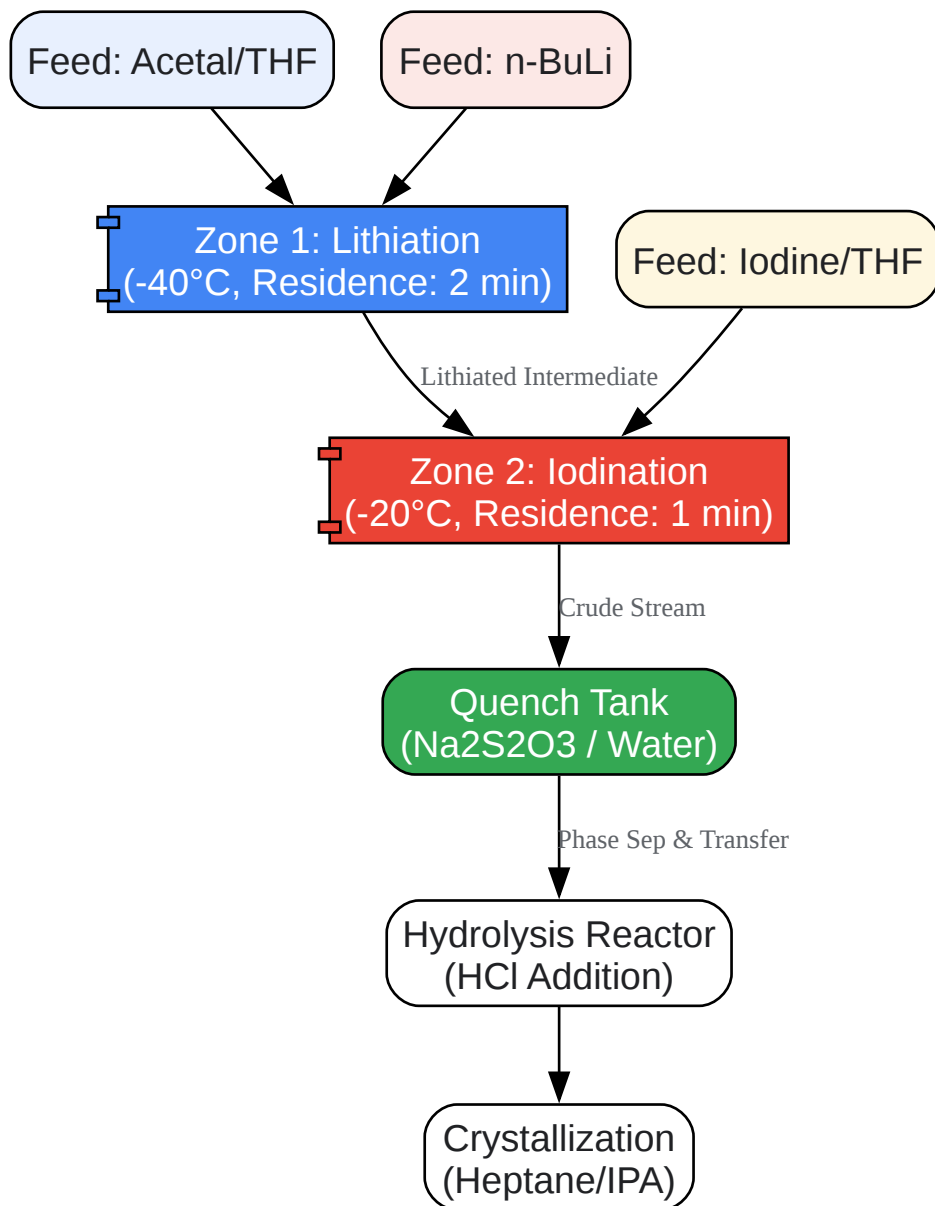 Feed: Acetal/THF
Feed: n-BuLi
Zone 1: Lithiation
(-40°C, Residence: 2 min)
Feed: Iodine/THF
Lithiated Intermediate
Zone 2: Iodination
(-20°C, Residence: 1 min)
Crude Stream
Quench Tank
(Na2S2O3 / Water)
Phase Sep & Transfer
Hydrolysis Reactor
(HCl Addition)
Crystallization
(Heptane/IPA)